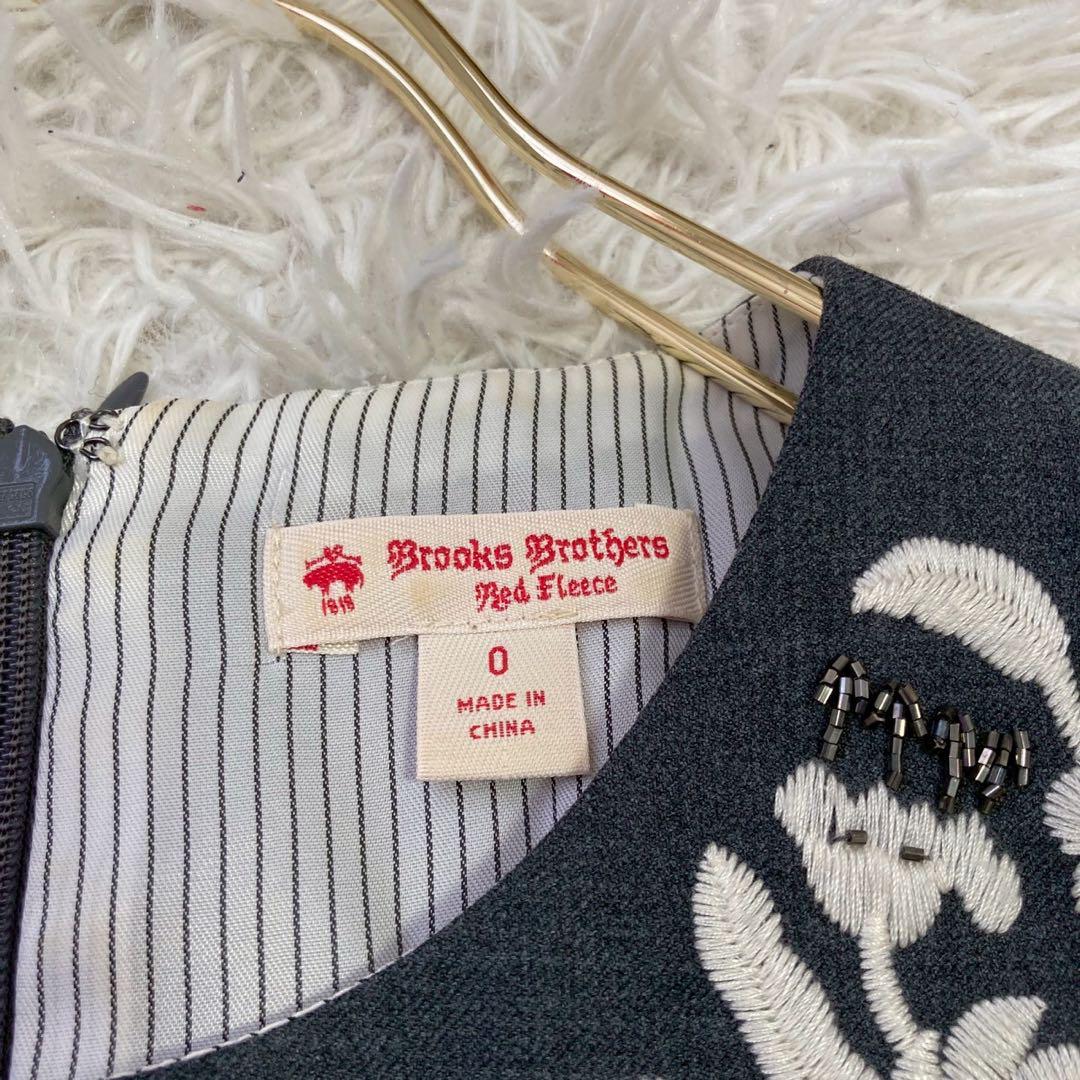 Brooks Brothers
Red Fleece
1818
0
MADE IN
CHINA